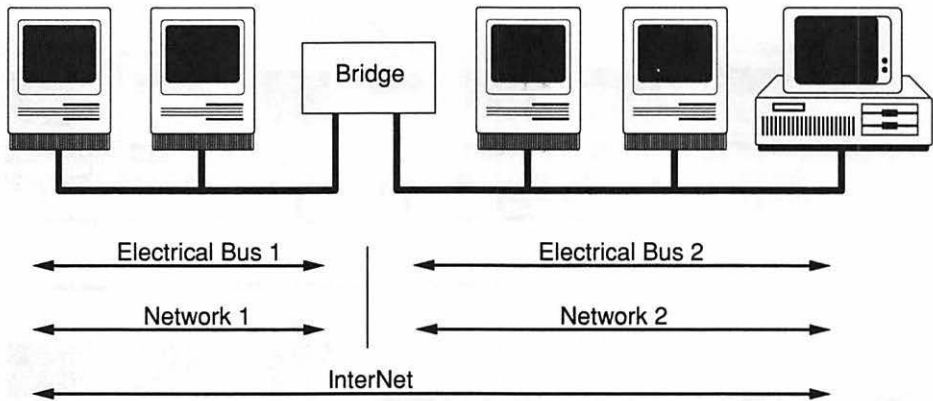 Bridge
Electrical Bus 1
Electrical Bus 2
Network 1
Network 2
InterNet